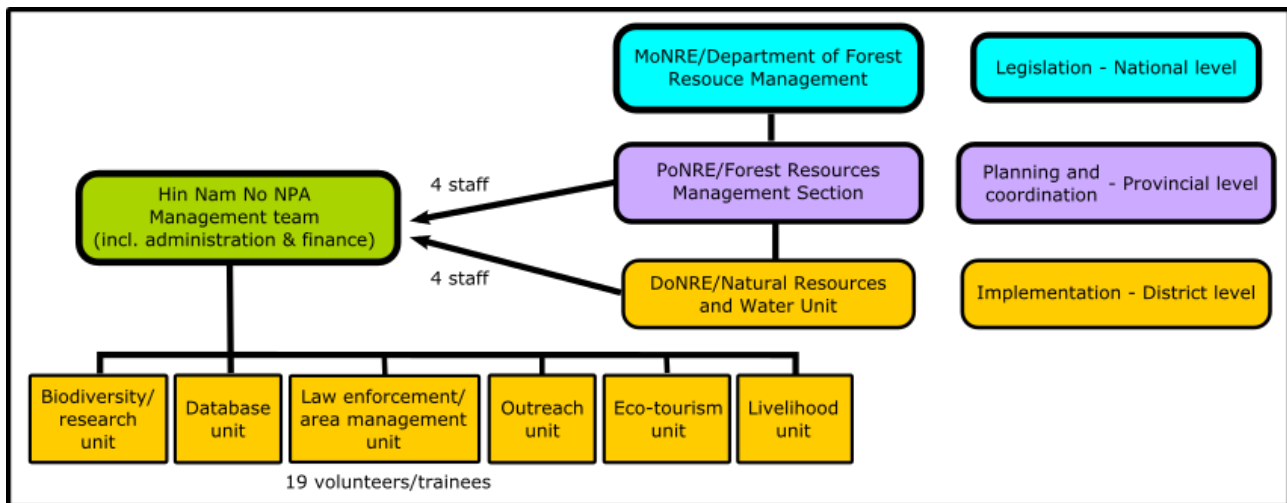 MoNRE/Department of Forest
Resouce Management
Legislation - National level
PoNRE/Forest Resources
Management Section
Planning and
coordination
- Provincial level
4 staff
Hin Nam No NPA
Management team
(incl. administration & finance)
4 staff
DoNRE/Natural Resources
and Water Unit
Implementation - District level
Biodiversity/
research
unit
Database
unit
Law enforcement/
area management
unit
Outreach
unit
Eco-tourism
unit
Livelihood
unit
19 volunteers/trainees